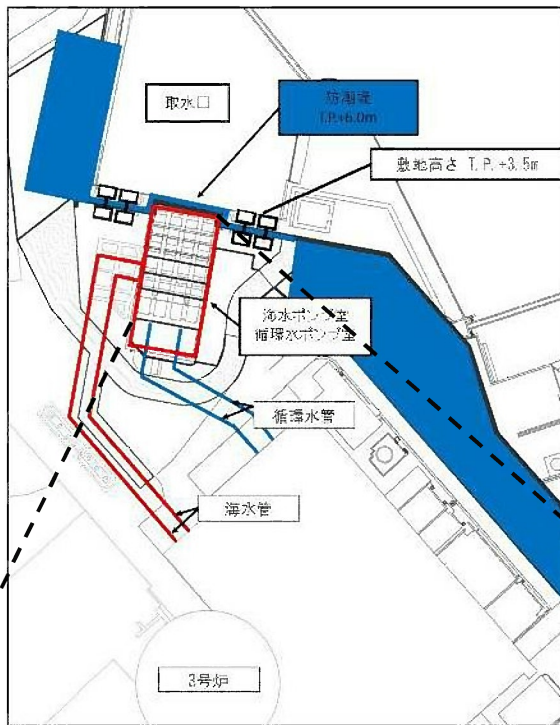 取水口
防潮堤
T.P.+6.0m
敷地高さ T.P.+3.5m
海水ポンプ室
循環水ポンプ室
循環水管
海水管
3号炉